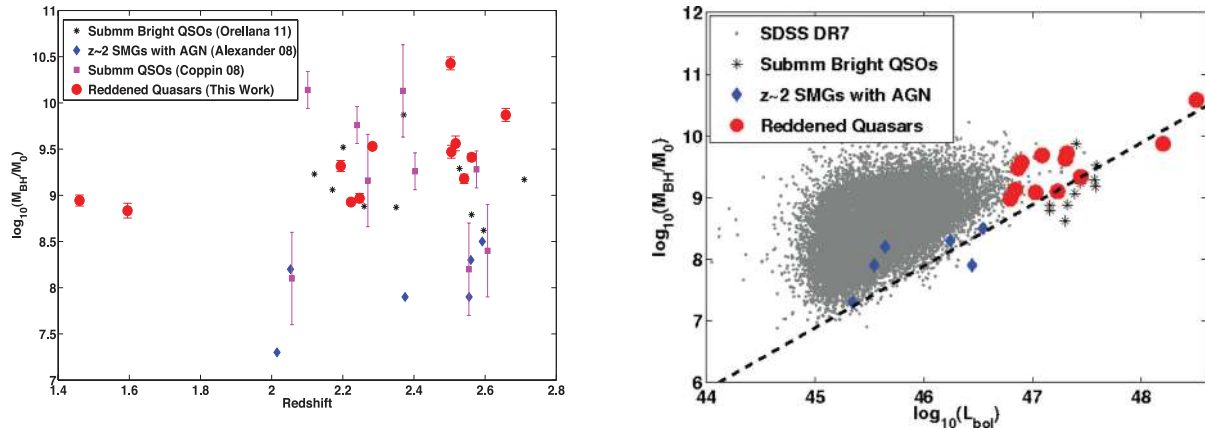 11
10.5
10
9.5
9
8.5
8
7.5
7
log₁₀(M_BH/M₀)
1.4 1.6 1.8 2 2.2 2.4 2.6 2.8
Redshift
Submm Bright QSOs (Orellana 11)
z~2 SMGs with AGN (Alexander 08)
Submm QSOs (Coppin 08)
Reddened Quasars (This Work)
12
11
10
9
8
7
6
log₁₀(M_BH/M₀)
44 45 46 47 48
log₁₀(L_bol)
SDSS DR7
Submm Bright QSOs
z~2 SMGs with AGN
Reddened Quasars